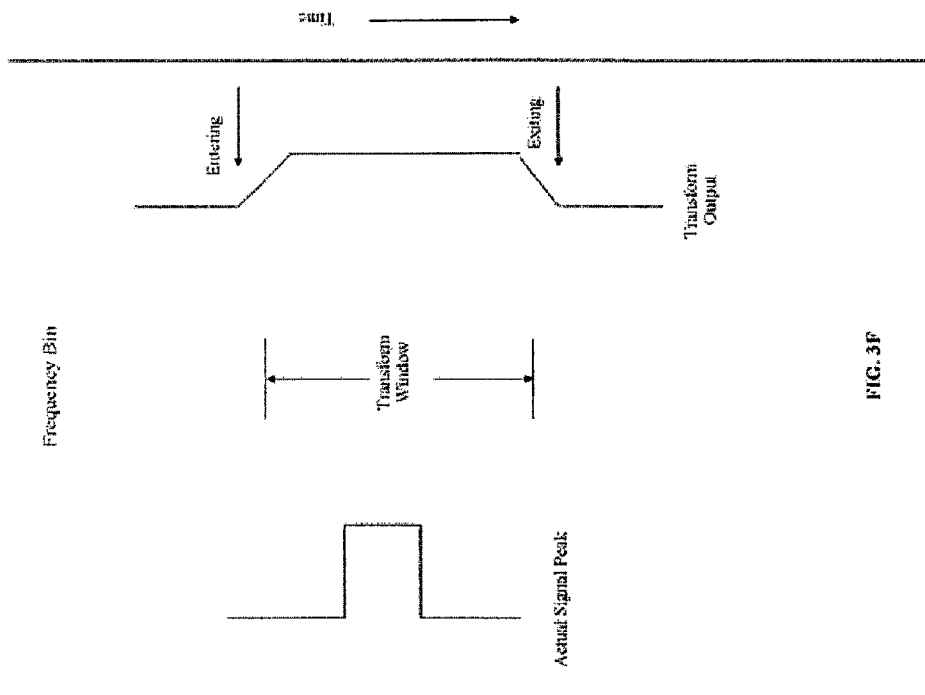 Frequency Bin
Actual Signal Peak
Transform
Window
Transform
Output
Entering
Exiting
Time
FIG. 3F